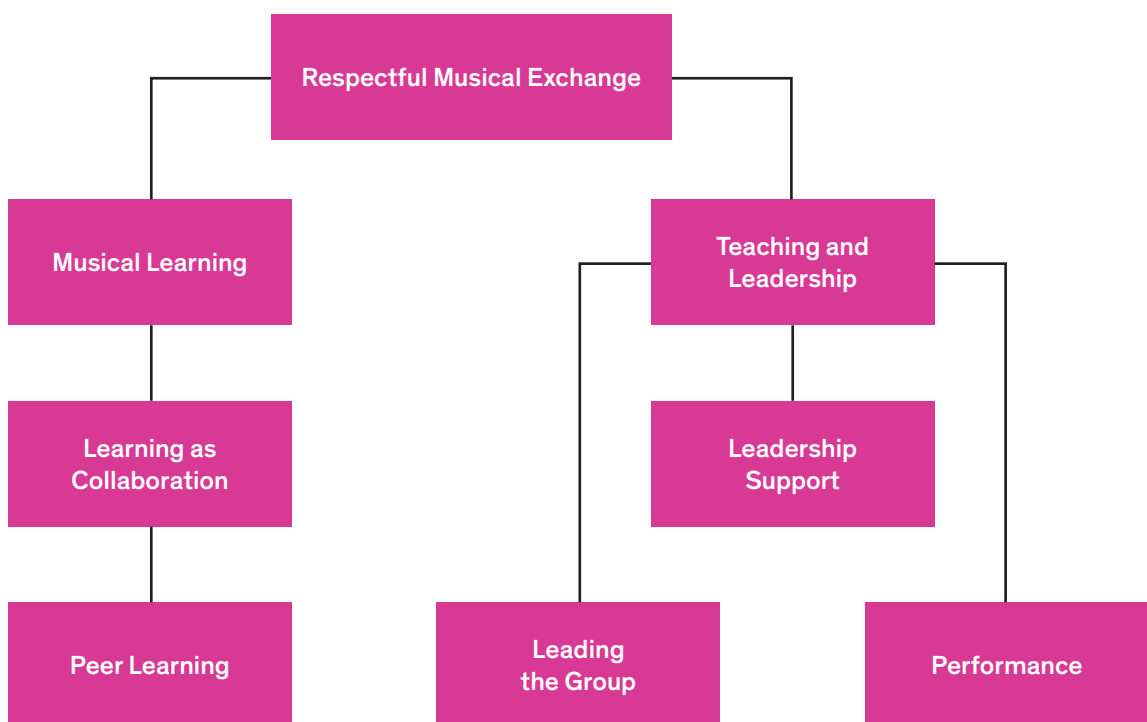 Respectful Musical Exchange
Musical Learning
Teaching and
Leadership
Learning as
Collaboration
Leadership
Support
Peer Learning
Leading
the Group
Performance